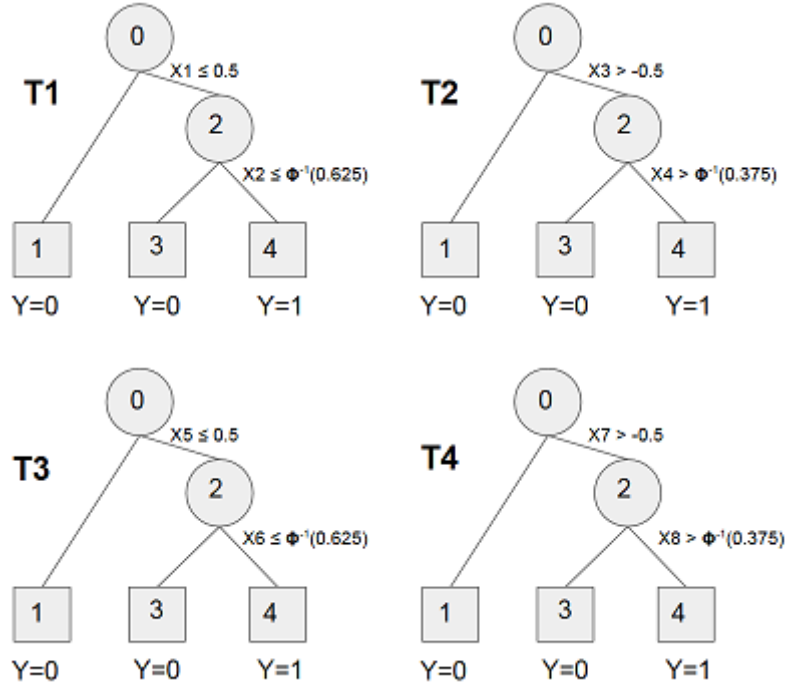 0
X1 ≤ 0.5
T1
2
X2 ≤ Φ⁻¹(0.625)
1
3
4
Y=0
Y=0
Y=1
0
X3 > -0.5
T2
2
X4 > Φ⁻¹(0.375)
1
3
4
Y=0
Y=0
Y=1
0
X5 ≤ 0.5
T3
2
X6 ≤ Φ⁻¹(0.625)
1
3
4
Y=0
Y=0
Y=1
0
X7 > -0.5
T4
2
X8 > Φ⁻¹(0.375)
1
3
4
Y=0
Y=0
Y=1